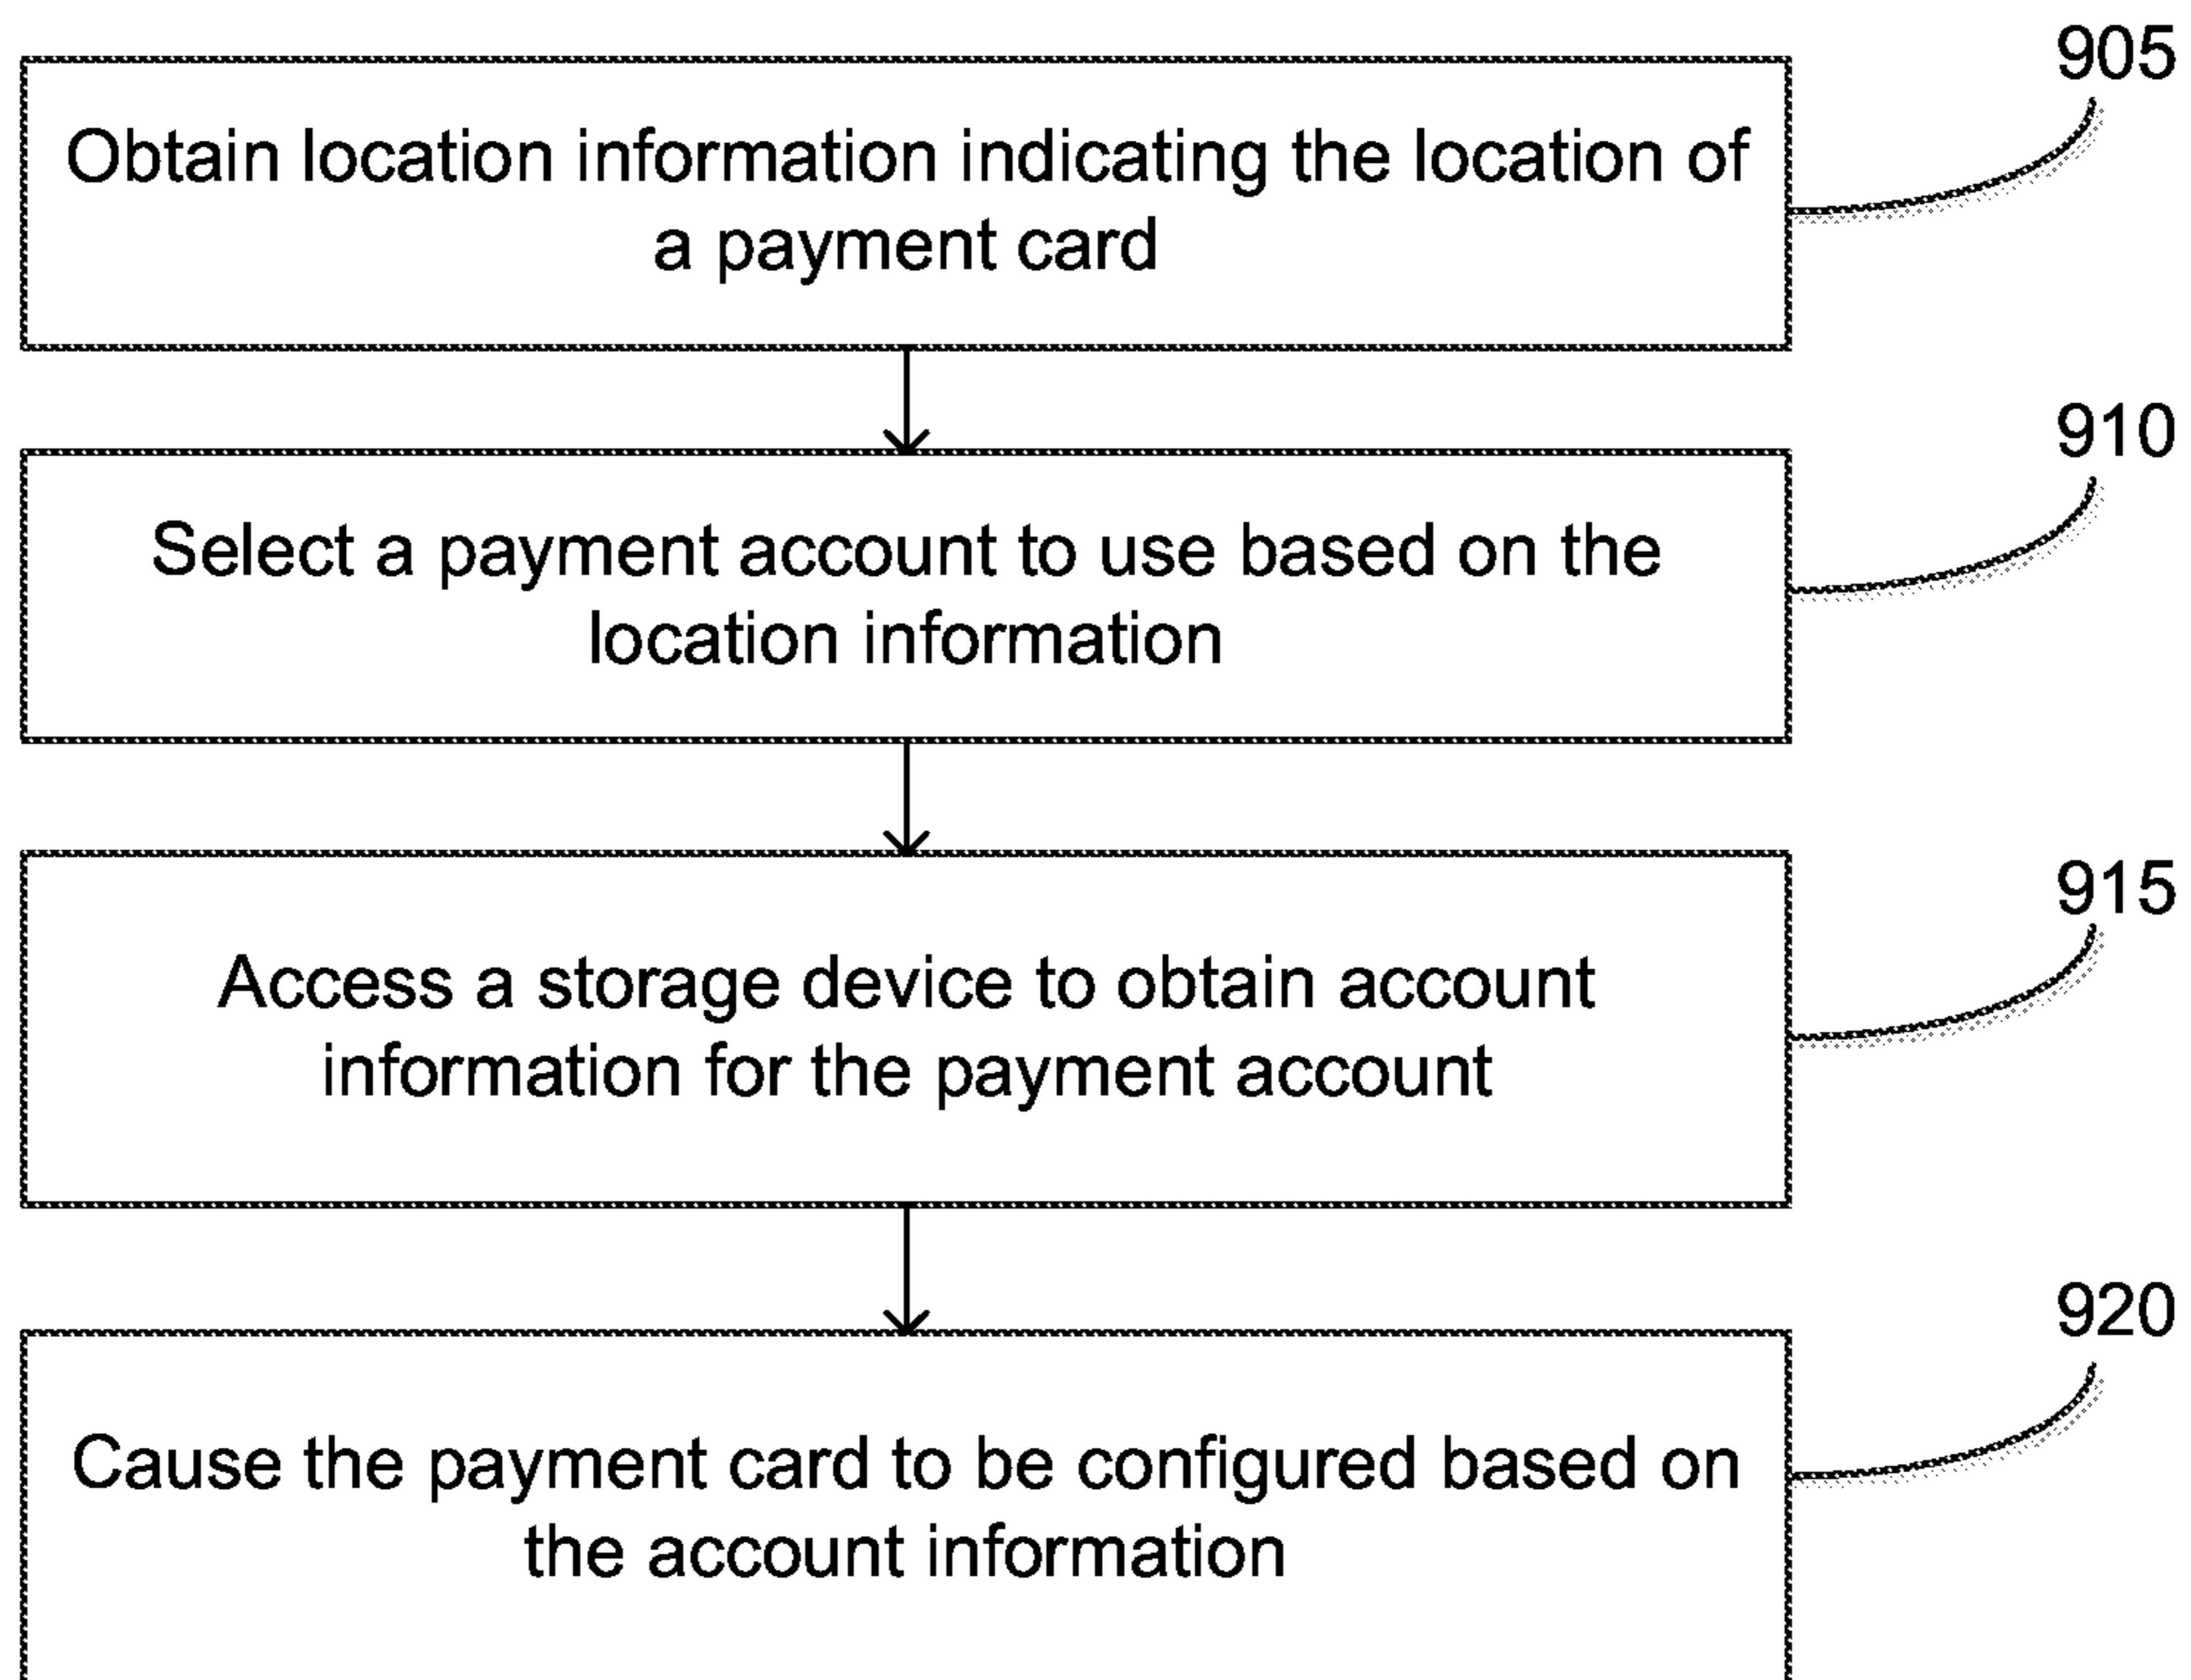 905
Obtain location information indicating the location of
a payment card
910
Select a payment account to use based on the
location information
915
Access a storage device to obtain account
information for the payment account
920
Cause the payment card to be configured based on
the account information